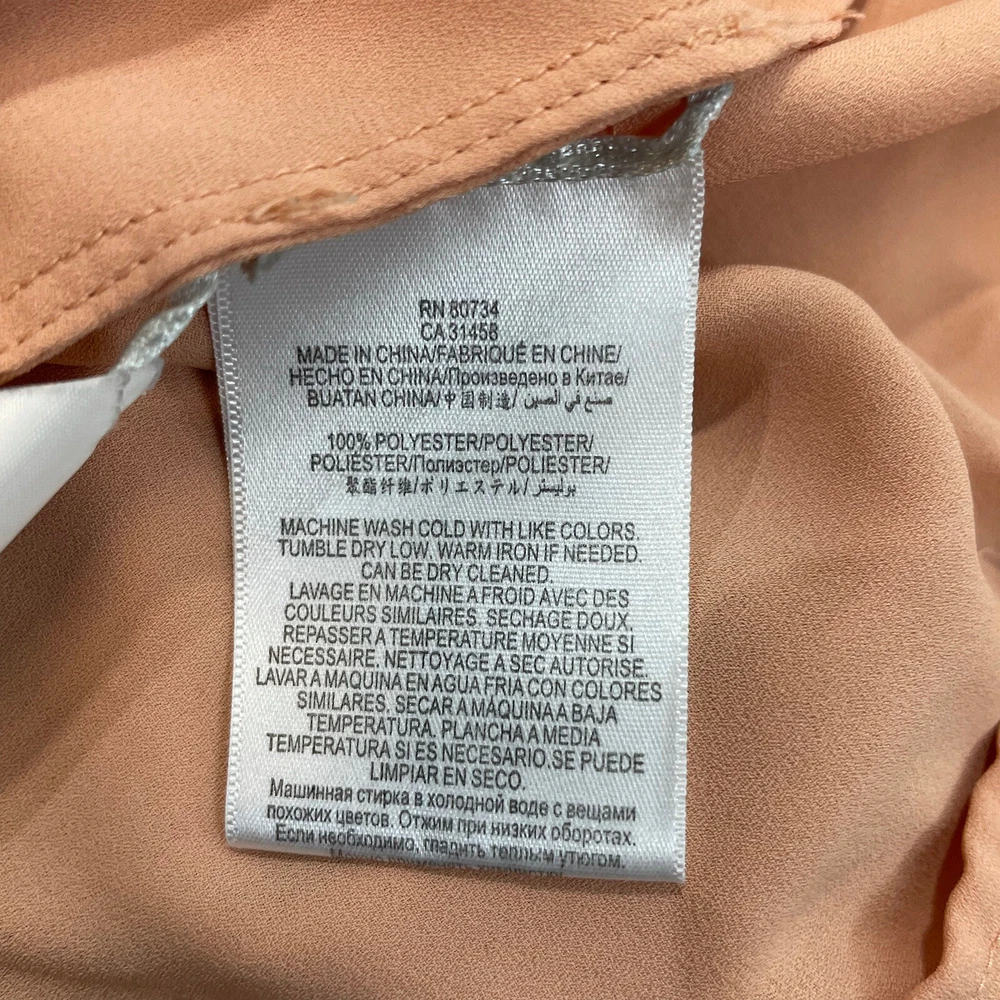 RN 80734
CA 31458
MADE IN CHINA/FABRIQUÉ EN CHINE/
HECHO EN CHINA/Произведено в Китае/
BUATAN CHINA/中国制造/ صنع في الصين
100% POLYESTER/POLYESTER/
POLIÉSTER/Полиэстер/POLIESTER/
聚酯纤维/ポリエステル/ بوليستر
MACHINE WASH COLD WITH LIKE COLORS.
TUMBLE DRY LOW. WARM IRON IF NEEDED.
CAN BE DRY CLEANED.
LAVAGE EN MACHINE A FROID AVEC DES
COULEURS SIMILAIRES. SECHAGE DOUX.
REPASSER A TEMPERATURE MOYENNE SI
NECESSAIRE. NETTOYAGE A SEC AUTORISE.
LAVAR A MAQUINA EN AGUA FRIA CON COLORES
SIMILARES. SECAR A MÁQUINA A BAJA
TEMPERATURA. PLANCHA A MEDIA
TEMPERATURA SI ES NECESARIO.SE PUEDE
LIMPIAR EN SECO.
Машинная стирка в холодной воде с вещами
похожих цветов. Отжим при низких оборотах.
Если необходимо, гладить теплым утюгом.